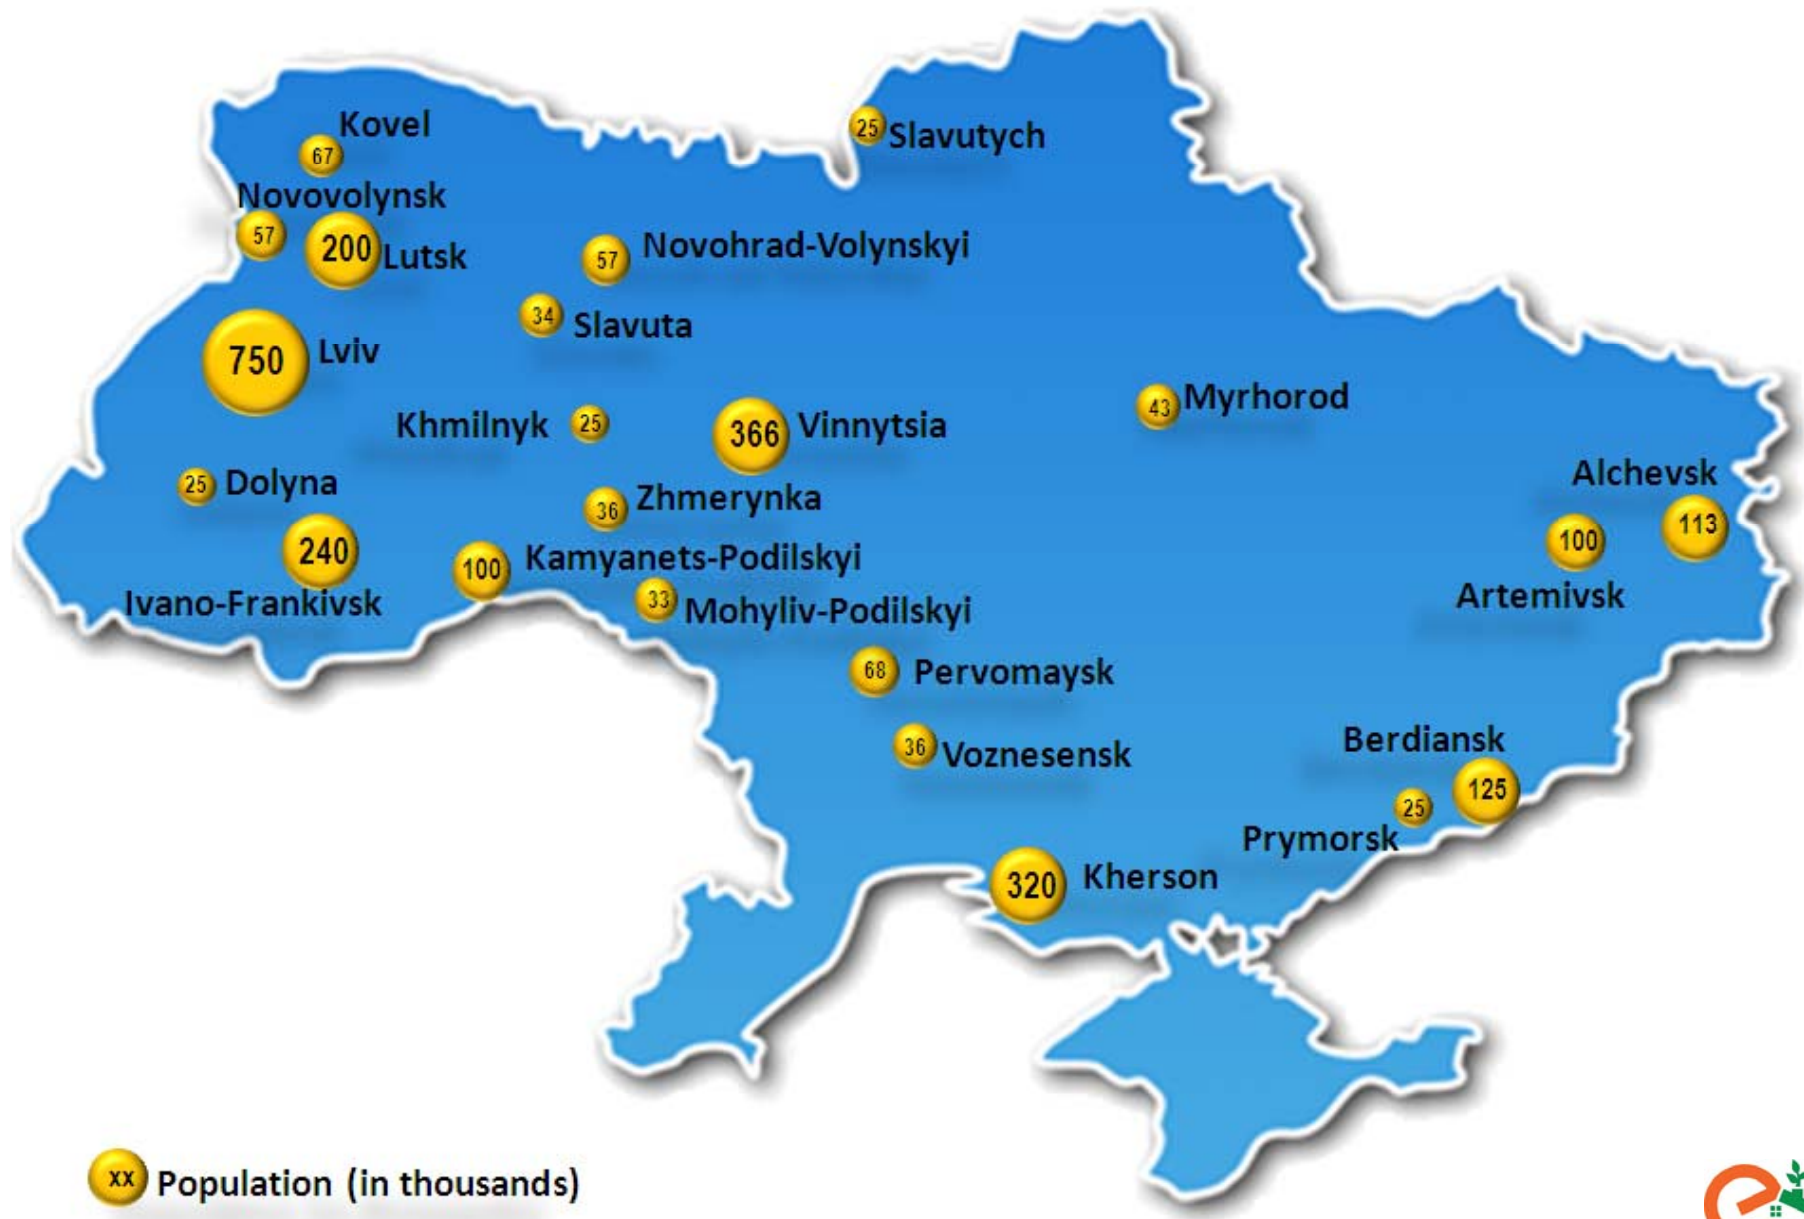 Kovel
67
25
Slavutych
Novovolynsk
57
200
Lutsk
57
Novohrad-Volynskyi
34
Slavuta
750
Lviv
43
Myrhorod
Khmilnyk
25
366
Vinnytsia
Alchevsk
113
25
Dolyna
36
Zhmerynka
100
Artemivsk
240
Ivano-Frankivsk
100
Kamyanets-Podilskyi
33
Mohyliv-Podilskyi
68
Pervomaysk
36
Voznesensk
Berdiansk
125
25
Prymorsk
320
Kherson
xx
Population (in thousands)